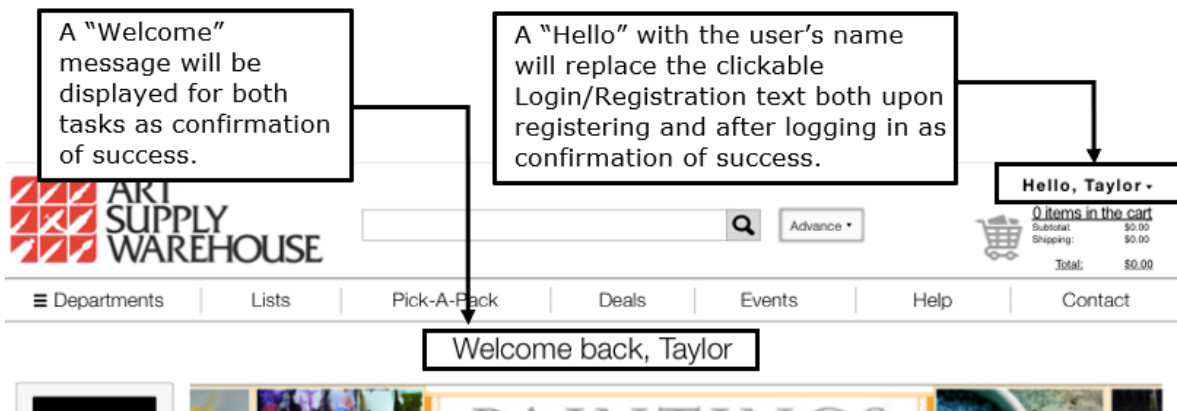 A “Welcome”
message will be
displayed for both
tasks as confirmation
of success.
A “Hello” with the user’s name
will replace the clickable
Login/Registration text both upon
registering and after logging in as
confirmation of success.
Hello, Taylor
ART
SUPPLY
WAREHOUSE
Advance
0 items in the cart
Subtotal: $0.00
Shipping: $0.00
Total: $0.00
Departments Lists Pick-A-Pack Deals Events Help Contact
Welcome back, Taylor
PAINTINGS